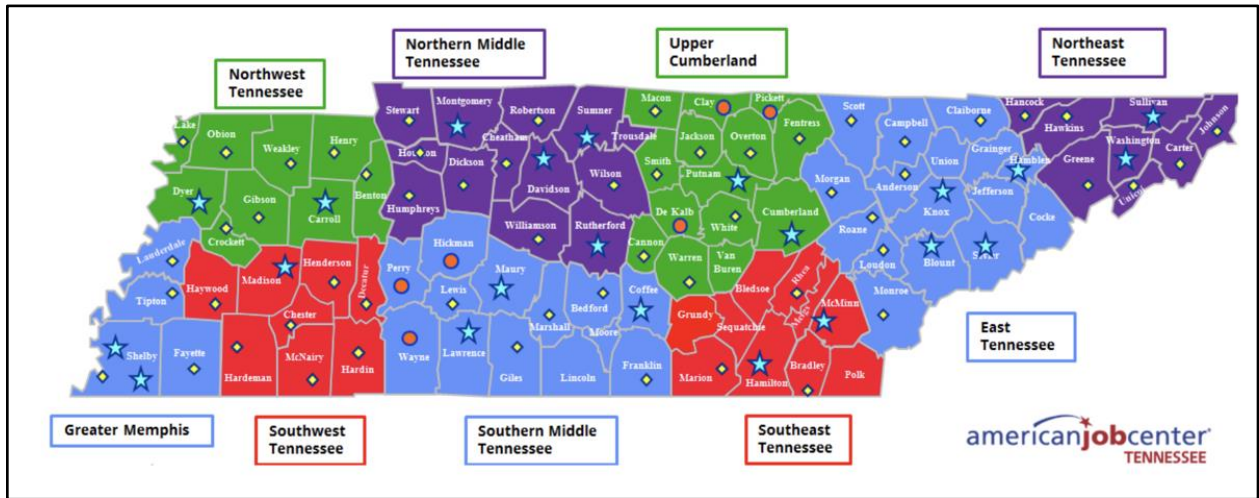 Northern Middle
Tennessee
Upper
Cumberland
Northeast
Tennessee
Northwest
Tennessee
Stewart
Montgomery
Robertson
Sumner
Macon
Clay
Pickett
Scott
Claiborne
Hancock
Sullivan
Johnson
Lake
Obion
Weakley
Henry
Houston
Cheatham
Trousdale
Jackson
Overton
Fentress
Campbell
Hawkins
Washington
Carter
Dickson
Smith
Putnam
Union
Grainger
Hamblen
Greene
Unicoi
Dyer
Gibson
Carroll
Benton
Humphreys
Davidson
Wilson
Morgan
Anderson
Knox
Jefferson
Cocke
Crockett
Williamson
Rutherford
De Kalb
White
Cumberland
Roane
Lauderdale
Hickman
Cannon
Warren
Van
Buren
Loudon
Blount
Sevier
Haywood
Madison
Henderson
Decatur
Perry
Lewis
Maury
Bedford
Coffee
Bledsoe
Rhea
McMinn
Monroe
Tipton
Chester
Marshall
Moore
Grundy
Sequatchie
Meigs
Shelby
Fayette
Hardeman
McNairy
Hardin
Wayne
Lawrence
Giles
Lincoln
Franklin
Marion
Hamilton
Bradley
Polk
East
Tennessee
Greater Memphis
Southwest
Tennessee
Southern Middle
Tennessee
Southeast
Tennessee
americanjobcenter
TENNESSEE